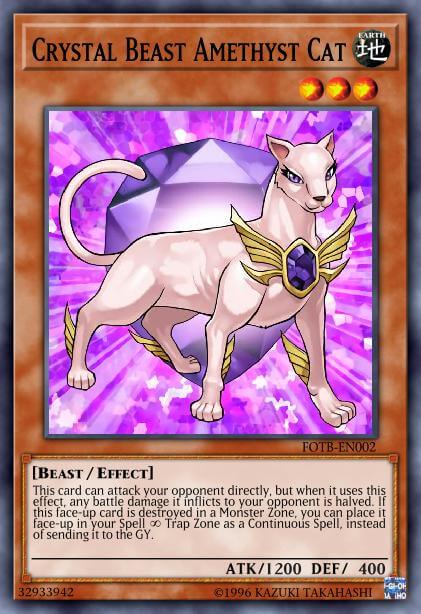 Crystal Beast Amethyst Cat
EARTH
地
FOTB-EN002
[Beast / Effect]
This card can attack your opponent directly, but when it uses this
effect, any battle damage it inflicts to your opponent is halved. If
this face-up card is destroyed in a Monster Zone, you can place it
face-up in your Spell ∞ Trap Zone as a Continuous Spell, instead
of sending it to the GY.
ATK/1200 DEF/ 400
32933942
©1996 KAZUKI TAKAHASHI